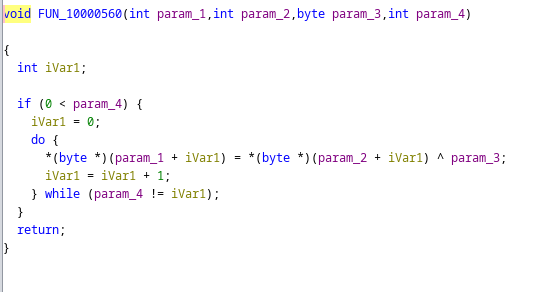 void FUN_10000560(int param_1,int param_2,byte param_3,int param_4)
{
int iVar1;
if (0 < param_4) {
iVar1 = 0;
do {
*(byte *)(param_1 + iVar1) = *(byte *)(param_2 + iVar1) ^ param_3;
iVar1 = iVar1 + 1;
} while (param_4 != iVar1);
}
return;
}